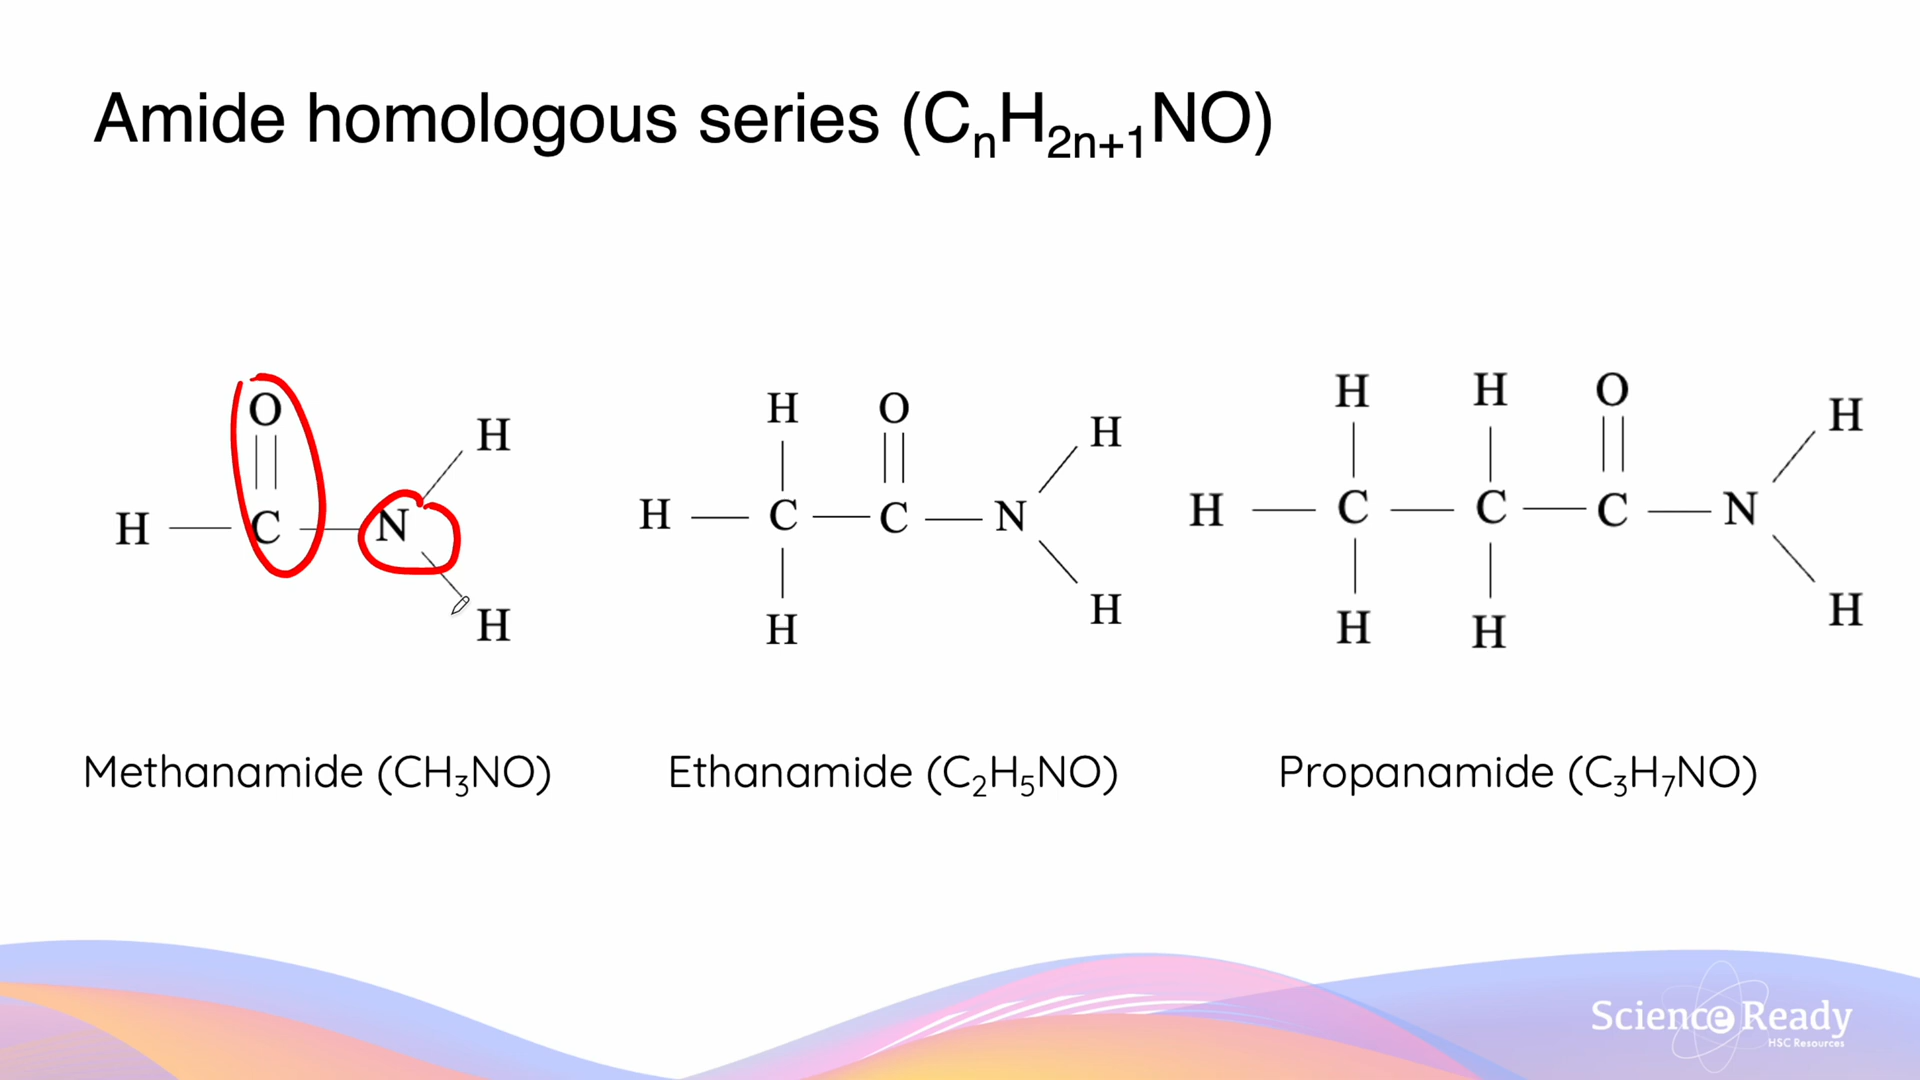 Amide homologous series (CₙH₂ₙ₊₁NO)
O
H
H — C — N
H
H O
H
H — C — C — N
H
H
H H O
H
H — C — C — C — N
H
H H
Methanamide (CH₃NO)
Ethanamide (C₂H₅NO)
Propanamide (C₃H₇NO)
Science Ready
HSC Resources